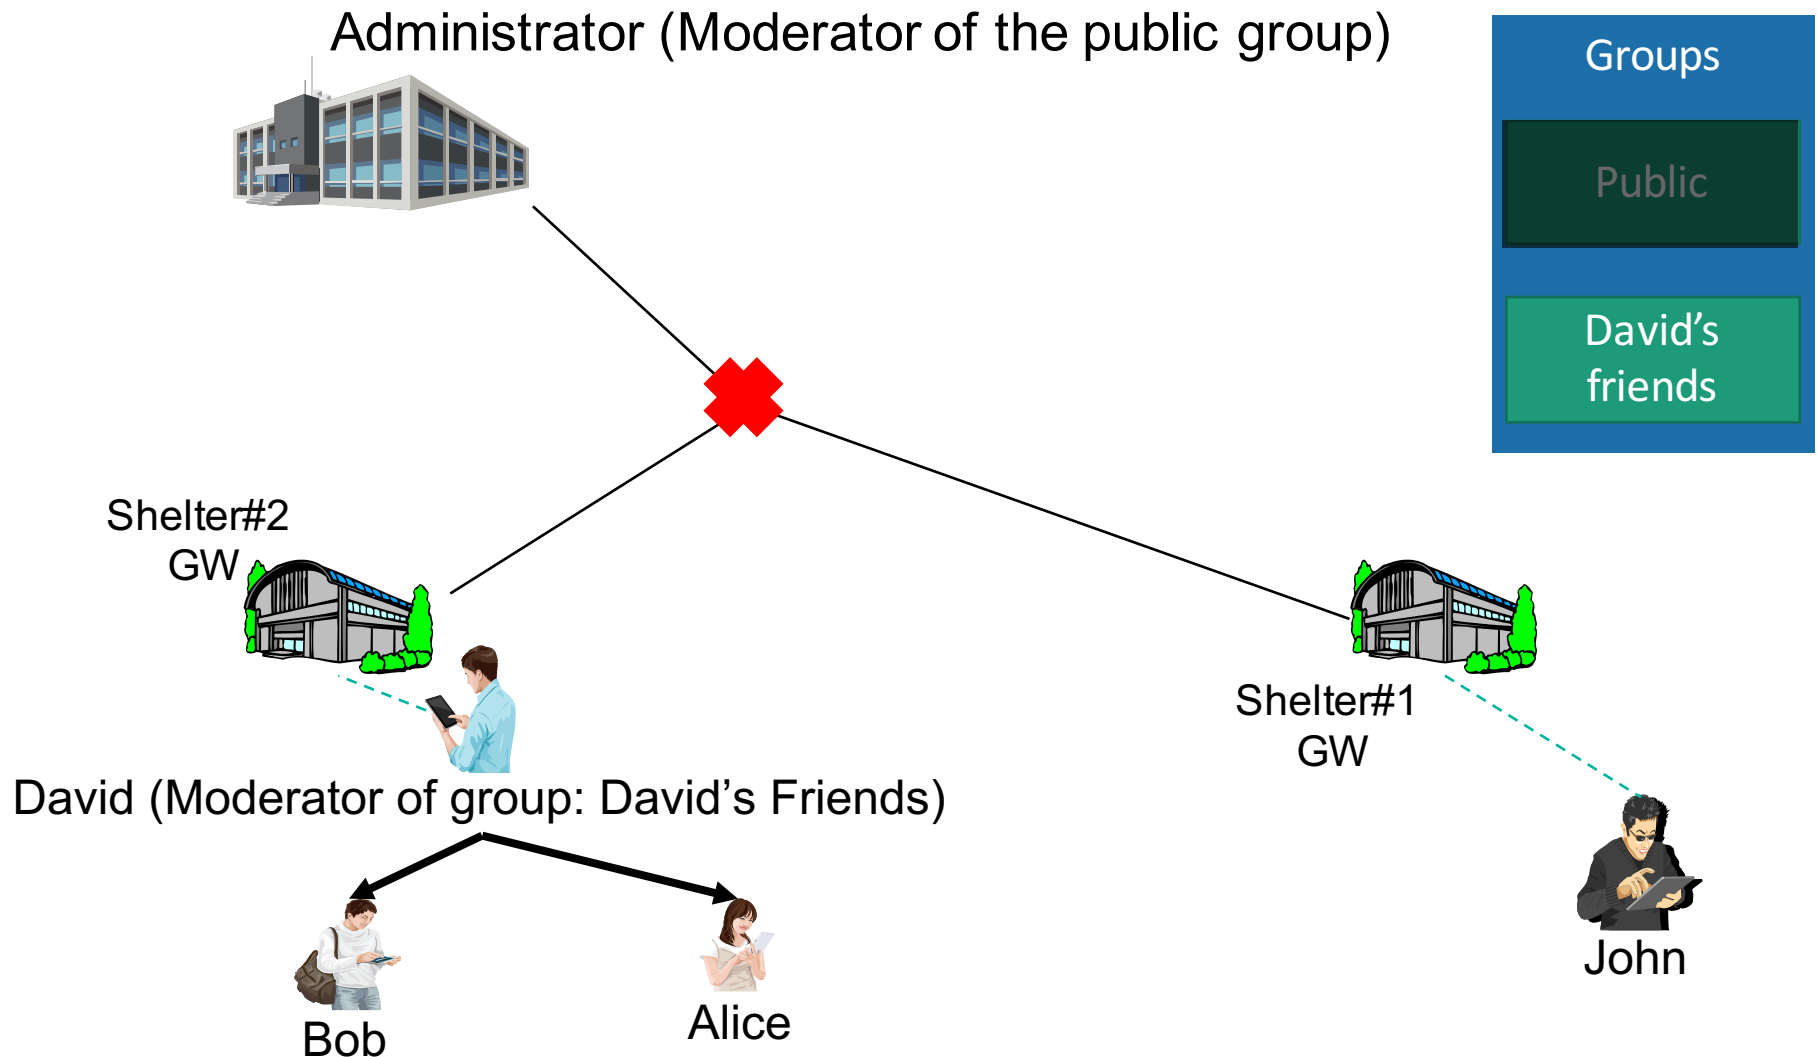 Administrator (Moderator of the public group)
Groups
Public
David’s
friends
Shelter#2
GW
Shelter#1
GW
David (Moderator of group: David’s Friends)
John
Bob
Alice